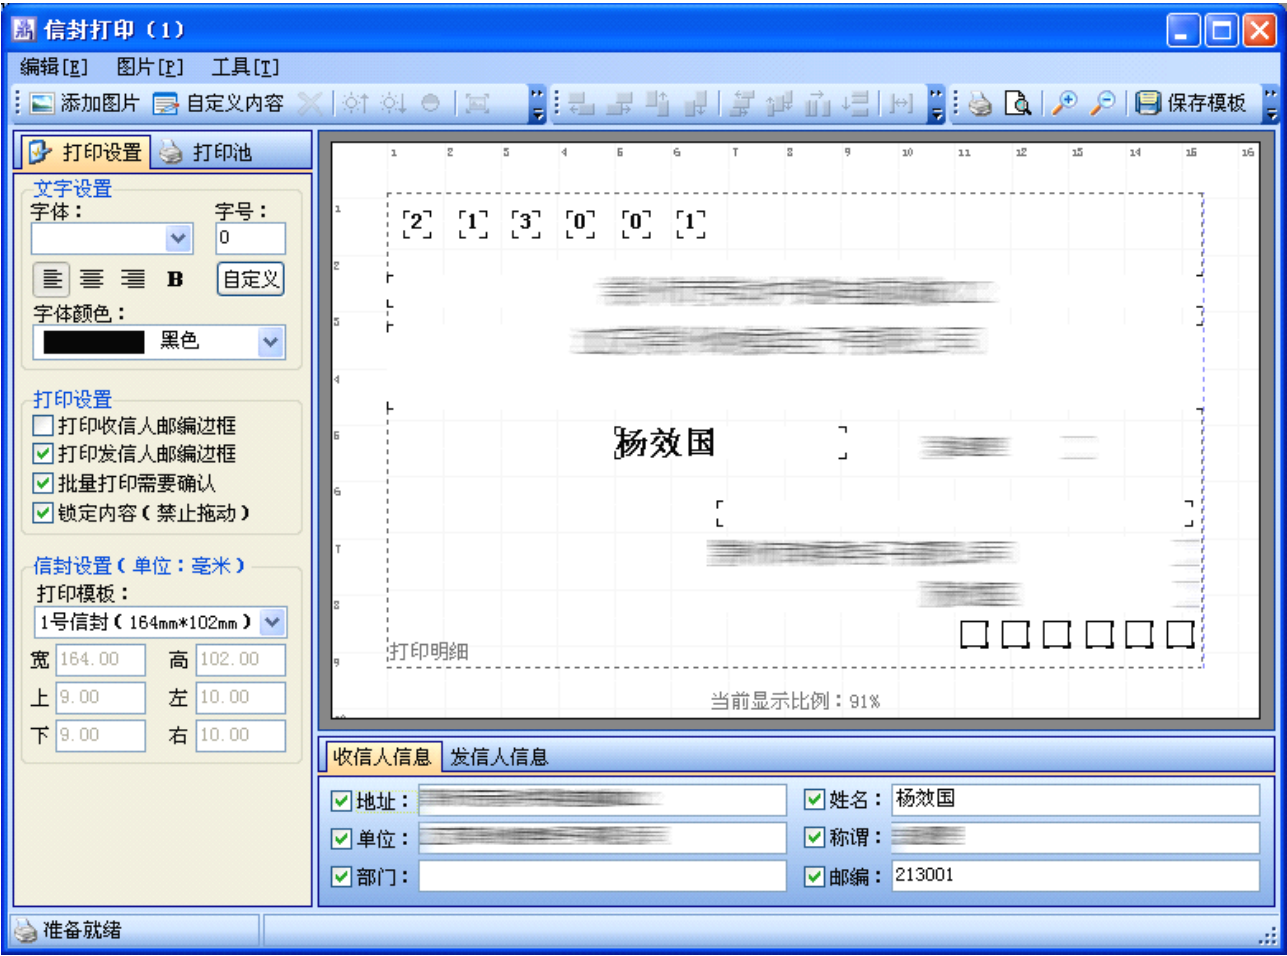 信封打印（1）
编辑[E] 图片[P] 工具[T]
添加图片 自定义内容 保存模板
打印设置 打印池
文字设置
字体： 字号：
0
B 自定义
字体颜色：
黑色
打印设置
打印收信人邮编边框
打印发信人邮编边框
批量打印需要确认
锁定内容（禁止拖动）
信封设置（单位：毫米）
打印模板：
1号信封（164mm*102mm）
宽 164.00 高 102.00
上 9.00 左 10.00
下 9.00 右 10.00
1 2 3 4 5 6 7 8 9 10 11 12 13 14 15 16
1
2
3
4
5
6
7
8
9
2 1 3 0 0 1
杨效国
打印明细
当前显示比例：91%
收信人信息 发信人信息
地址： 姓名： 杨效国
单位： 称谓：
部门： 邮编： 213001
准备就绪